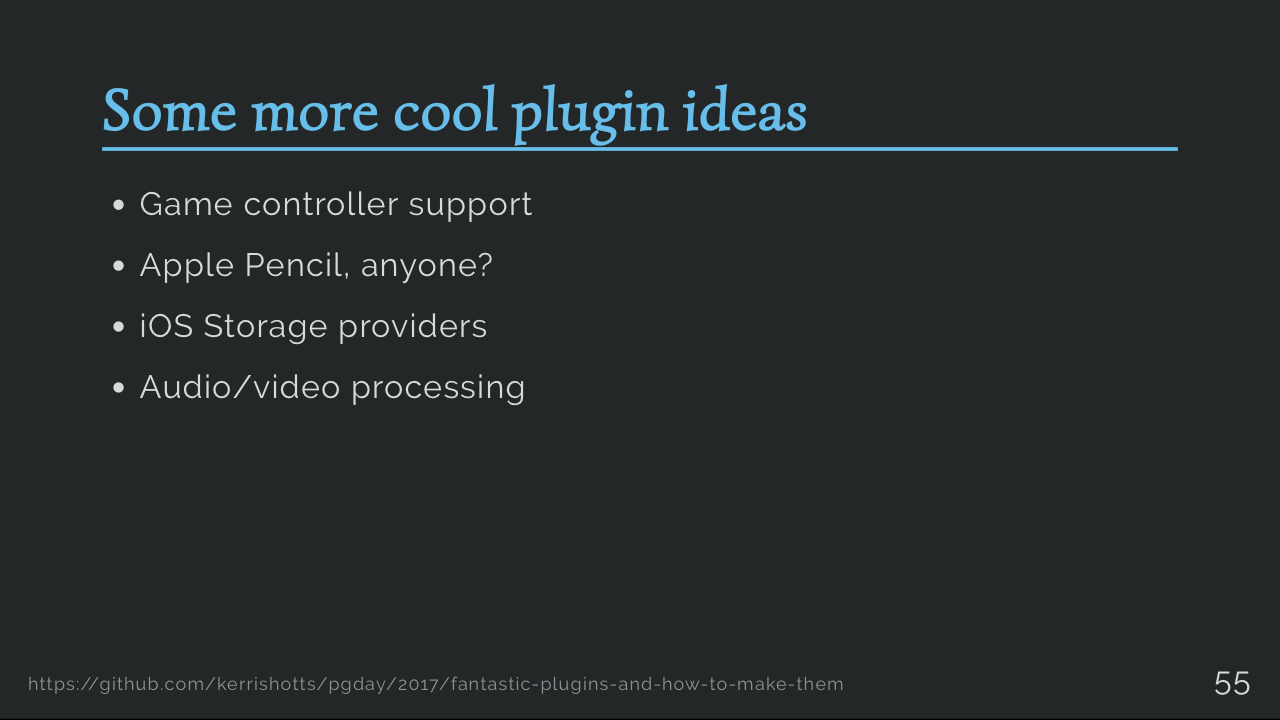 Some more cool plugin ideas
• Game controller support
• Apple Pencil, anyone?
• iOS Storage providers
• Audio/video processing
https://github.com/kerrishotts/pgday/2017/fantastic-plugins-and-how-to-make-them
55